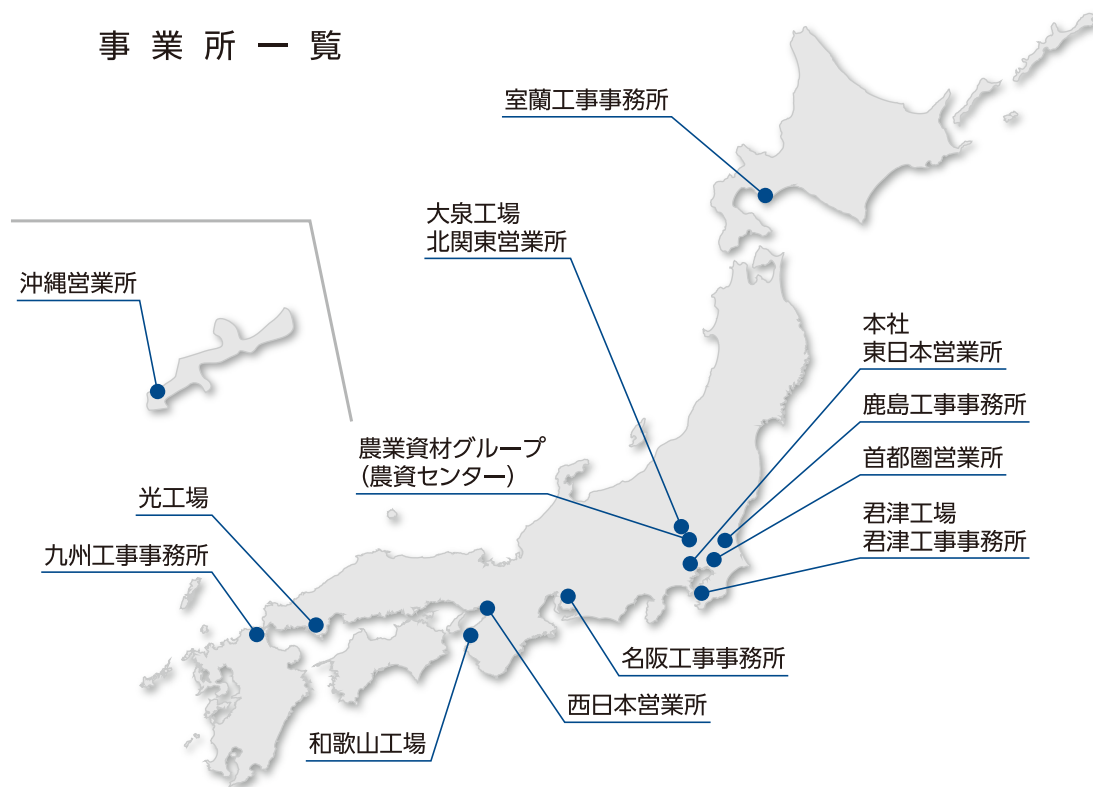 事業所一覧
室蘭工事事務所
大泉工場
北関東営業所
沖縄営業所
本社
東日本営業所
鹿島工事事務所
農業資材グループ
（農資センター）
首都圏営業所
光工場
君津工場
君津工事事務所
九州工事事務所
名阪工事事務所
西日本営業所
和歌山工場